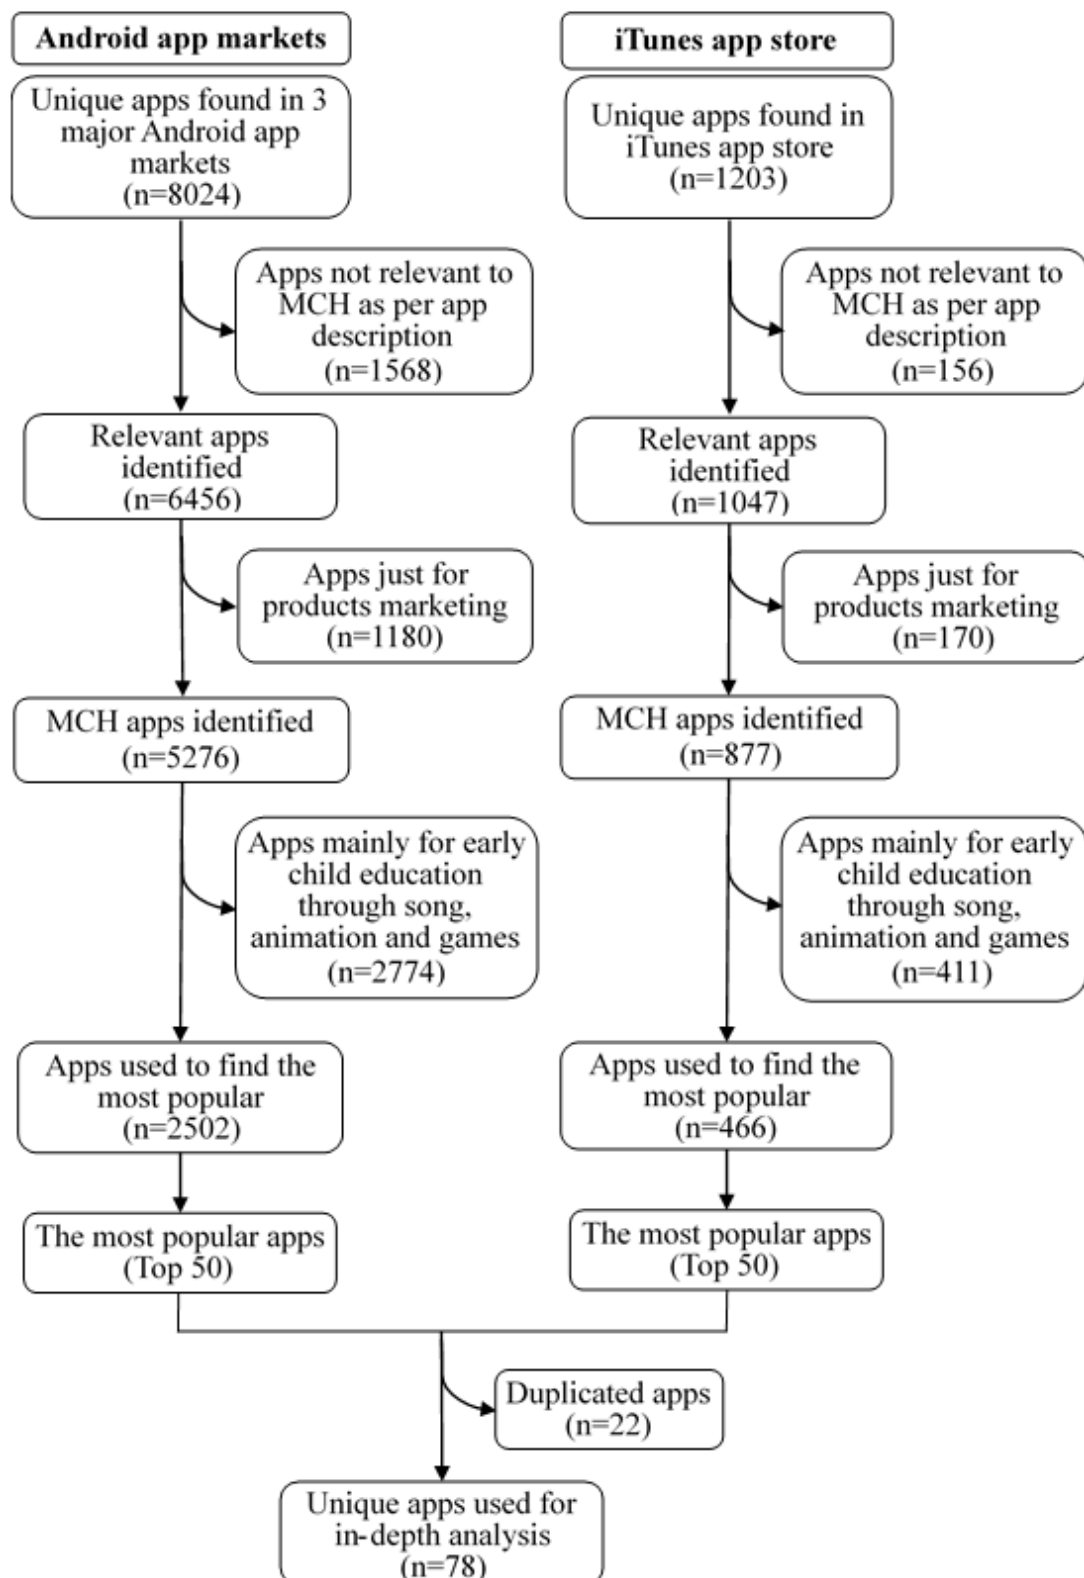 Android app markets
Unique apps found in 3
major Android app
markets
(n=8024)
Apps not relevant to
MCH as per app
description
(n=1568)
Relevant apps
identified
(n=6456)
Apps just for
products marketing
(n=1180)
MCH apps identified
(n=5276)
Apps mainly for early
child education
through song,
animation and games
(n=2774)
Apps used to find the
most popular
(n=2502)
The most popular apps
(Top 50)
iTunes app store
Unique apps found in
iTunes app store
(n=1203)
Apps not relevant to
MCH as per app
description
(n=156)
Relevant apps
identified
(n=1047)
Apps just for
products marketing
(n=170)
MCH apps identified
(n=877)
Apps mainly for early
child education
through song,
animation and games
(n=411)
Apps used to find the
most popular
(n=466)
The most popular apps
(Top 50)
Duplicated apps
(n=22)
Unique apps used for
in-depth analysis
(n=78)